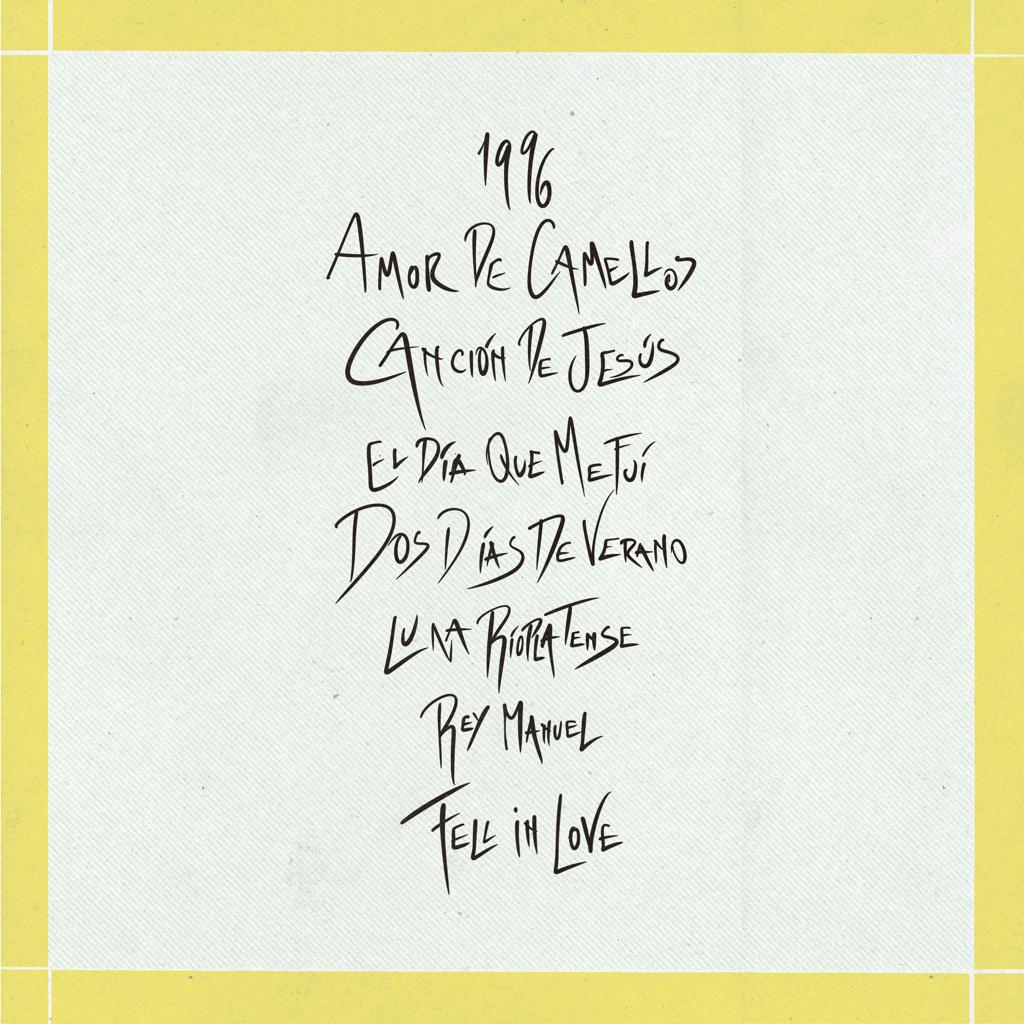 1996
Amor De Camellos
Canción De Jesús
El Día Que Me Fuí
Dos Días De Verano
Luna Ríoplatense
Rey Manuel
Fell in Love